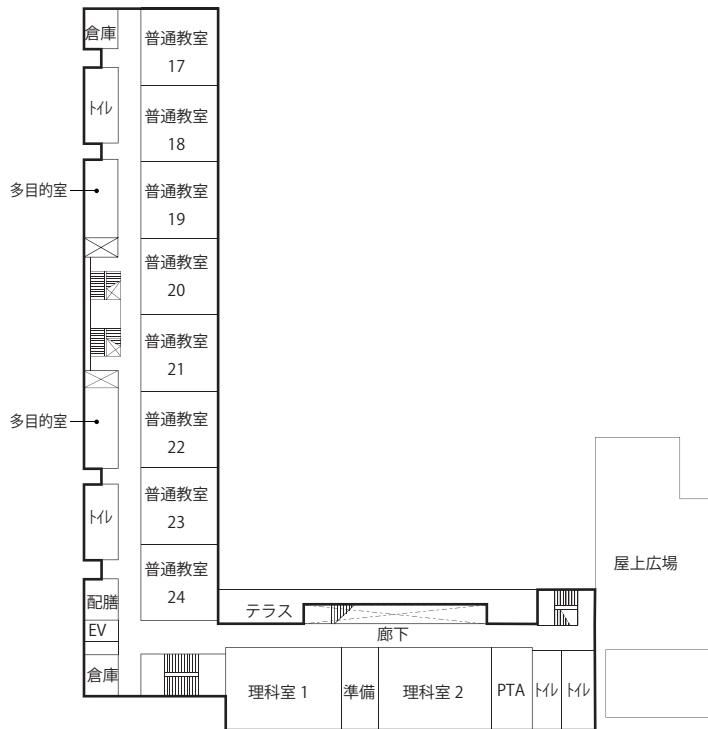 倉庫
普通教室
17
トイレ
普通教室
18
多目的室
普通教室
19
普通教室
20
普通教室
21
多目的室
普通教室
22
トイレ
普通教室
23
配膳
普通教室
24
EV
倉庫
テラス
廊下
理科室 1
準備
理科室 2
PTA
トイレ
トイレ
屋上広場